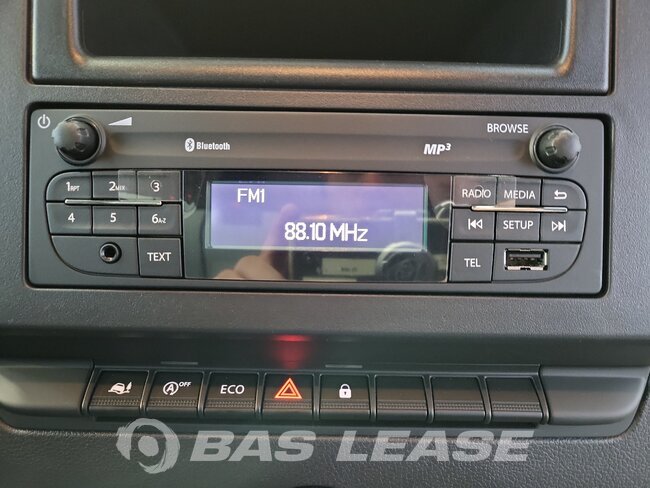 BROWSE
Bluetooth
MP3
1RPT 2MIX 3
4 5 6A-Z
TEXT
FM1
88.10 MHz
RADIO MEDIA
SETUP
TEL
OFF ECO
BAS LEASE